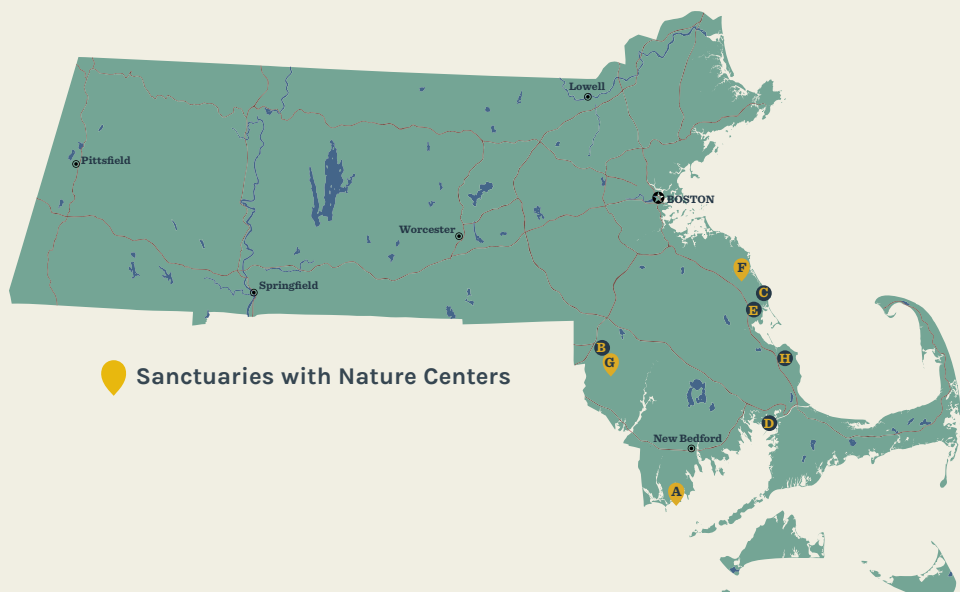 Lowell
Pittsfield
BOSTON
Worcester
F
Springfield
C
E
B
G
H
Sanctuaries with Nature Centers
D
New Bedford
A